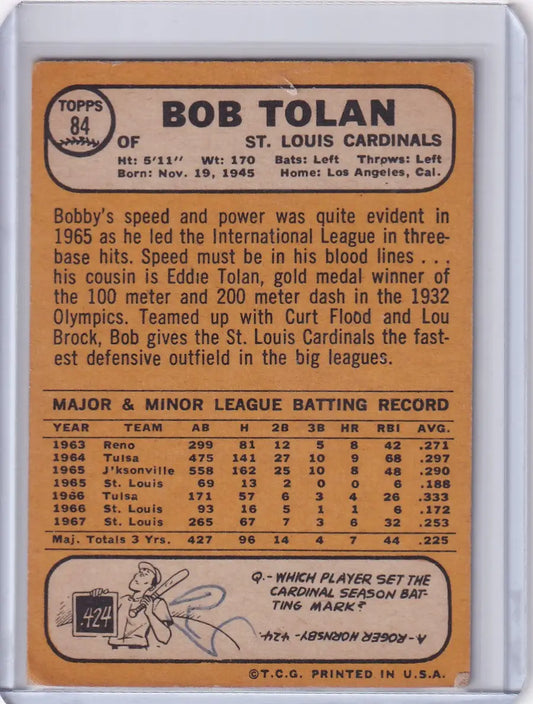 TOPPS
84
BOB TOLAN
OF ST. LOUIS CARDINALS
Ht: 5'11" Wt: 170 Bats: Left Throws: Left
Born: Nov. 19, 1945 Home: Los Angeles, Cal.
Bobby's speed and power was quite evident in
1965 as he led the International League in three-
base hits. Speed must be in his blood lines . . .
his cousin is Eddie Tolan, gold medal winner of
the 100 meter and 200 meter dash in the 1932
Olympics. Teamed up with Curt Flood and Lou
Brock, Bob gives the St. Louis Cardinals the fast-
est defensive outfield in the big leagues.
MAJOR & MINOR LEAGUE BATTING RECORD
YEAR TEAM AB H 2B 3B HR RBI AVG.
1963 Reno 299 81 12 5 8 42 .271
1964 Tulsa 475 141 27 10 9 68 .297
1965 J'ksonville 558 162 25 10 8 48 .290
1965 St. Louis 69 13 2 0 0 6 .188
1966 Tulsa 171 57 6 3 4 26 .333
1966 St. Louis 93 16 5 1 1 6 .172
1967 St. Louis 265 67 7 3 6 32 .253
Maj. Totals 3 Yrs. 427 96 14 4 7 44 .225
.424
Q.- WHICH PLAYER SET THE
CARDINAL SEASON BAT-
TING MARK?
A- ROGER HORNSBY- .424.
©T.C.G. PRINTED IN U.S.A.